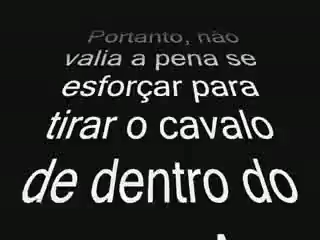 Portanto, não
valia a pena se
esforçar para
tirar o cavalo
de dentro do